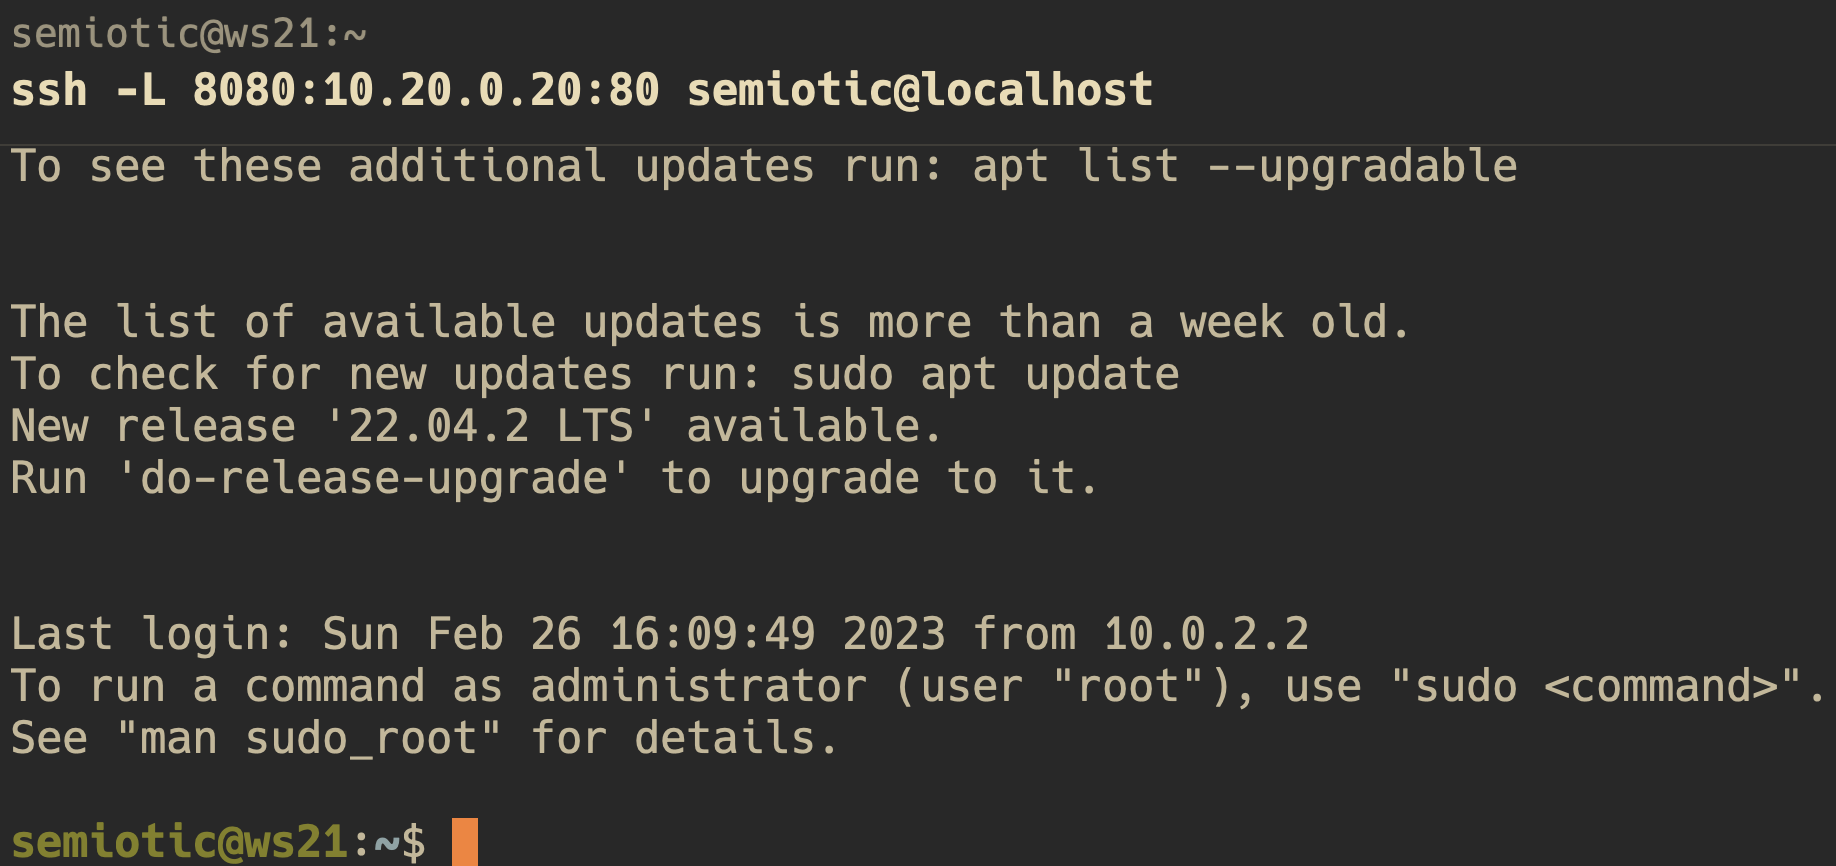 semiotic@ws21:~
ssh -L 8080:10.20.0.20:80 semiotic@localhost
To see these additional updates run: apt list --upgradable
The list of available updates is more than a week old.
To check for new updates run: sudo apt update
New release '22.04.2 LTS' available.
Run 'do-release-upgrade' to upgrade to it.
Last login: Sun Feb 26 16:09:49 2023 from 10.0.2.2
To run a command as administrator (user "root"), use "sudo <command>".
See "man sudo_root" for details.
semiotic@ws21:~$